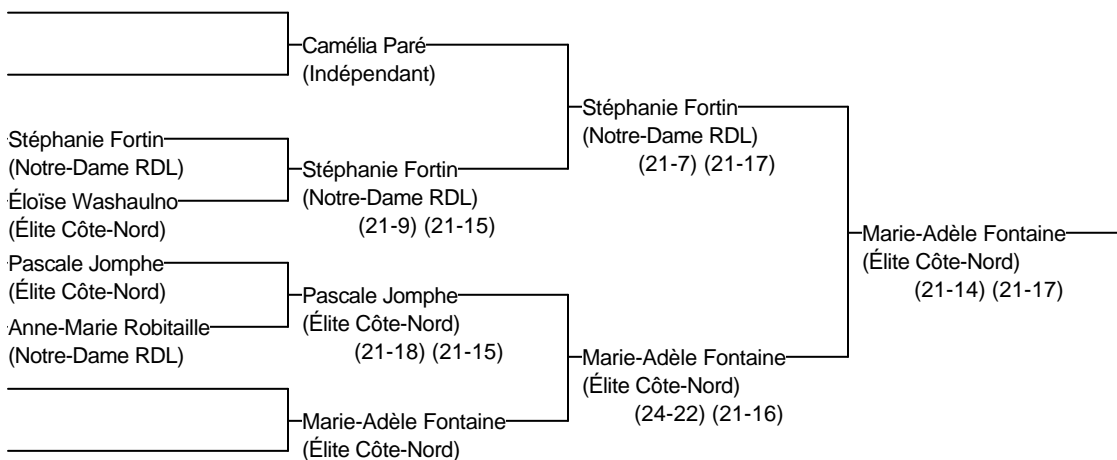 Camélia Paré
(Indépendant)
Stéphanie Fortin
(Notre-Dame RDL)
Éloïse Washaulno
(Élite Côte-Nord)
Stéphanie Fortin
(Notre-Dame RDL)
(21-9) (21-15)
Stéphanie Fortin
(Notre-Dame RDL)
(21-7) (21-17)
Pascale Jomphe
(Élite Côte-Nord)
Anne-Marie Robitaille
(Notre-Dame RDL)
Pascale Jomphe
(Élite Côte-Nord)
(21-18) (21-15)
Marie-Adèle Fontaine
(Élite Côte-Nord)
Marie-Adèle Fontaine
(Élite Côte-Nord)
(24-22) (21-16)
Marie-Adèle Fontaine
(Élite Côte-Nord)
(21-14) (21-17)